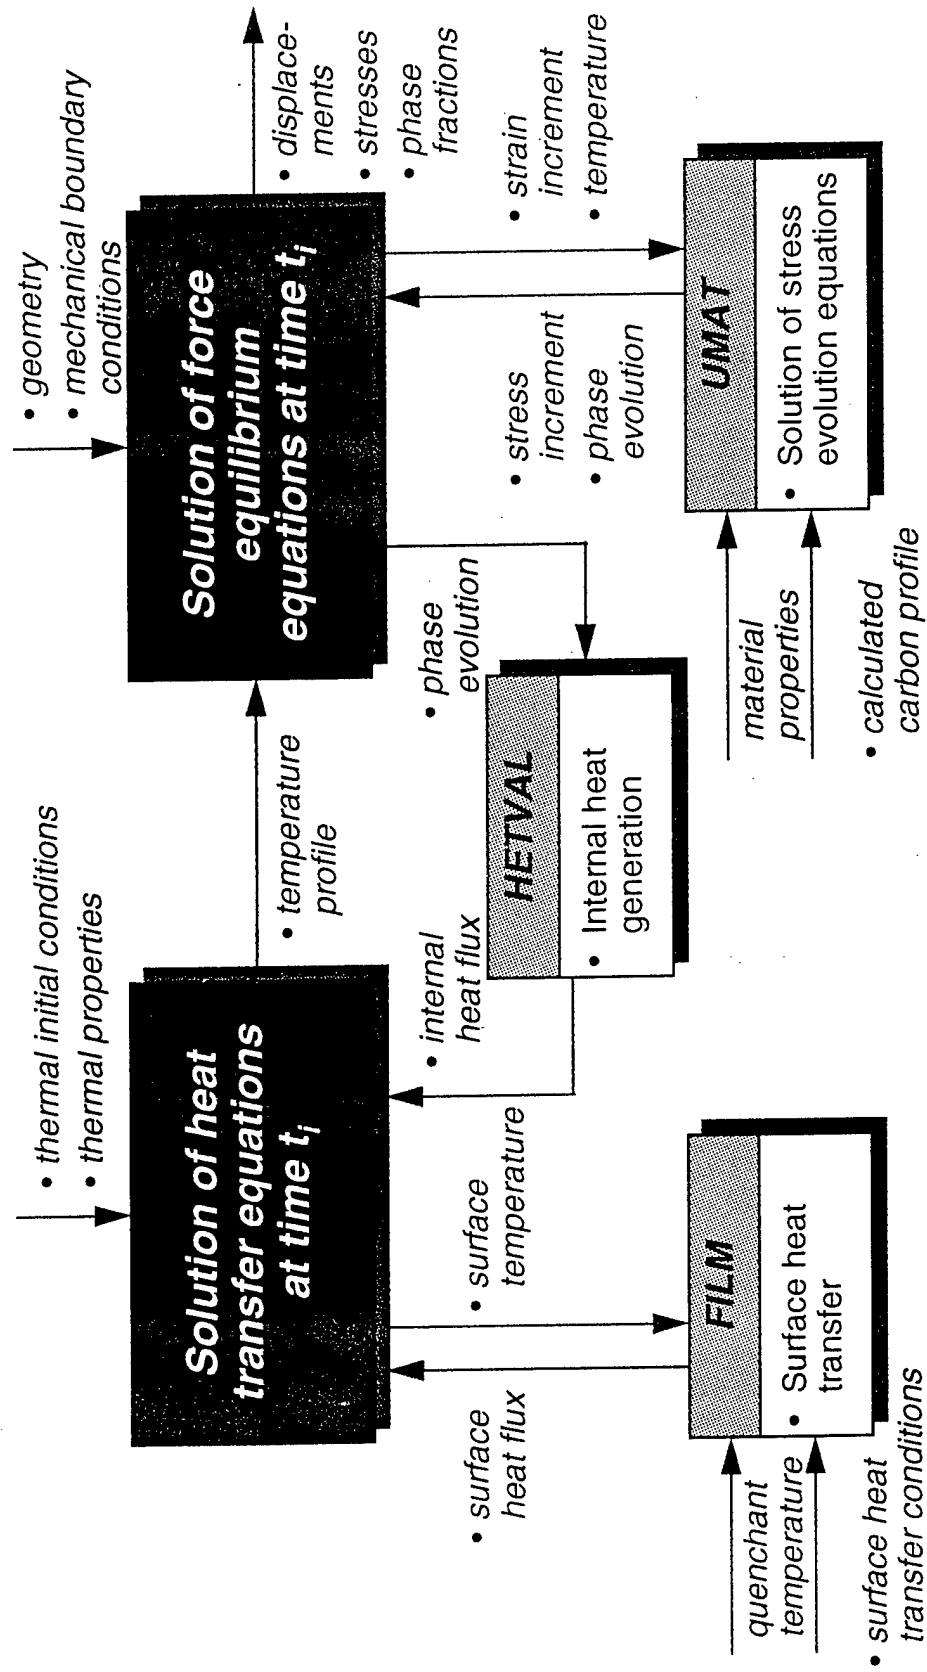 • thermal initial conditions
• thermal properties
• geometry
• mechanical boundary
conditions
Solution of heat
transfer equations
at time ti
• temperature
profile
Solution of force
equilibrium
equations at time ti
• displace-
ments
• stresses
• phase
fractions
• surface
heat flux
• surface
temperature
• internal
heat flux
• phase
evolution
• stress
increment
• phase
evolution
• strain
increment
• temperature
HETVAL
• Internal heat
generation
quenchant
temperature
• surface heat
transfer conditions
FILM
• Surface heat
transfer
material
properties
• calculated
carbon profile
UMAT
• Solution of stress
evolution equations